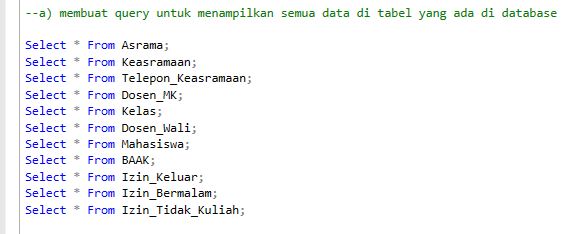 --a) membuat query untuk menampilkan semua data di tabel yang ada di database
Select * From Asrama;
Select * From Keasramaan;
Select * From Telepon_Keasramaan;
Select * From Dosen_MK;
Select * From Kelas;
Select * From Dosen_Wali;
Select * From Mahasiswa;
Select * From BAAK;
Select * From Izin_Keluar;
Select * From Izin_Bermalam;
Select * From Izin_Tidak_Kuliah;